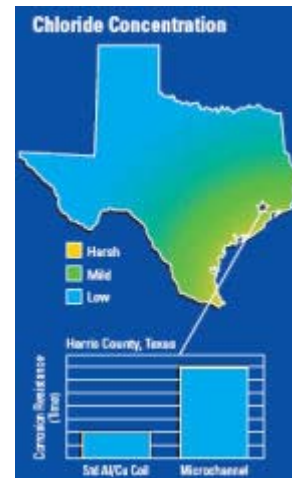 Chloride Concentration
Harsh
Mild
Low
Harris County, Texas
Corrosion Resistance
(Time)
Std Al/Cu Coil
Microchannel